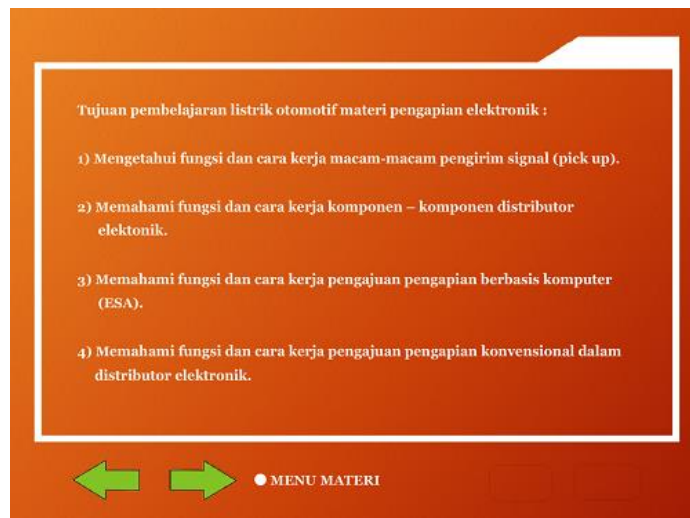 Tujuan pembelajaran listrik otomotif materi pengapian elektronik :
1) Mengetahui fungsi dan cara kerja macam-macam pengirim signal (pick up).
2) Memahami fungsi dan cara kerja komponen – komponen distributor
elektonik.
3) Memahami fungsi dan cara kerja pengajuan pengapian berbasis komputer
(ESA).
4) Memahami fungsi dan cara kerja pengajuan pengapian konvensional dalam
distributor elektronik.
MENU MATERI